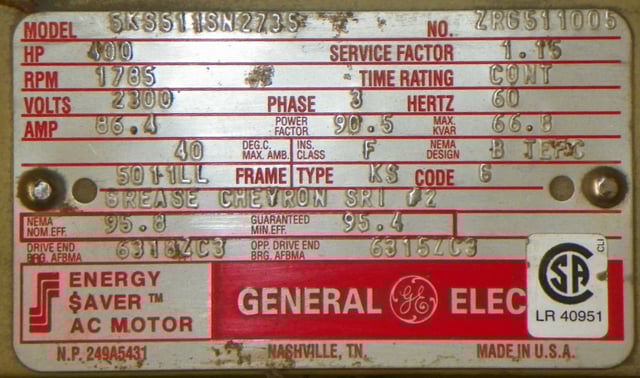 MODEL 5KS511SN273S NO. ZRG511005
HP 400 SERVICE FACTOR 1.15
RPM 1785 TIME RATING CONT
VOLTS 2300 PHASE 3 HERTZ 60
AMP 86.4 POWER FACTOR 90.5 MAX. KVAR 66.8
40 DEG.C. MAX. AMB. INS. CLASS F NEMA DESIGN B TEFC
5011LL FRAME TYPE KS CODE G
GREASE CHEVRON SRI #2
NEMA NOM EFF. 95.8 GUARANTEED MIN.EFF. 95.4
DRIVE END BRG. AFBMA 6318ZC3 OPP. DRIVE END BRG. AFBMA 6315ZC3
ENERGY
$AVER™
AC MOTOR
GENERAL GE ELEC
CSA CU
LR 40951
N.P. 249A5431 NASHVILLE, TN. MADE IN U.S.A.